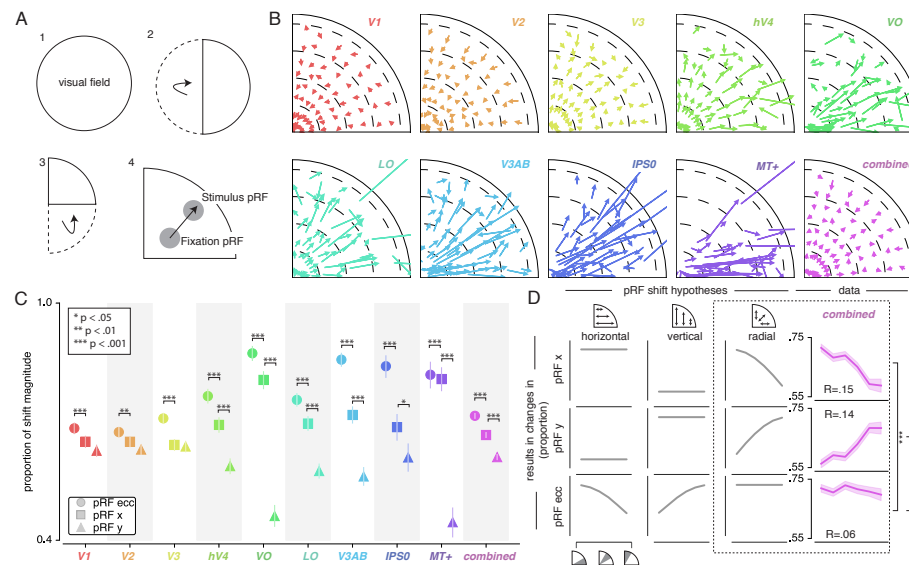 A
1
visual field
2
3
4
Stimulus pRF
Fixation pRF
B
V1
V2
V3
hV4
VO
LO
V3AB
IPS0
MT+
combined
C
1.0
proportion of shift magnitude
0.4
* p < .05
** p < .01
*** p < .001
***
**
***
***
***
***
***
***
***
***
***
***
*
***
***
***
***
pRF ecc
pRF x
pRF y
V1
V2
V3
hV4
VO
LO
V3AB
IPS0
MT+
combined
D
pRF shift hypotheses
data
horizontal
vertical
radial
combined
results in changes in
(proportion)
pRF x
pRF y
pRF ecc
.75
.55
R=.15
.75
.55
R=.14
.75
.55
R=.06
***